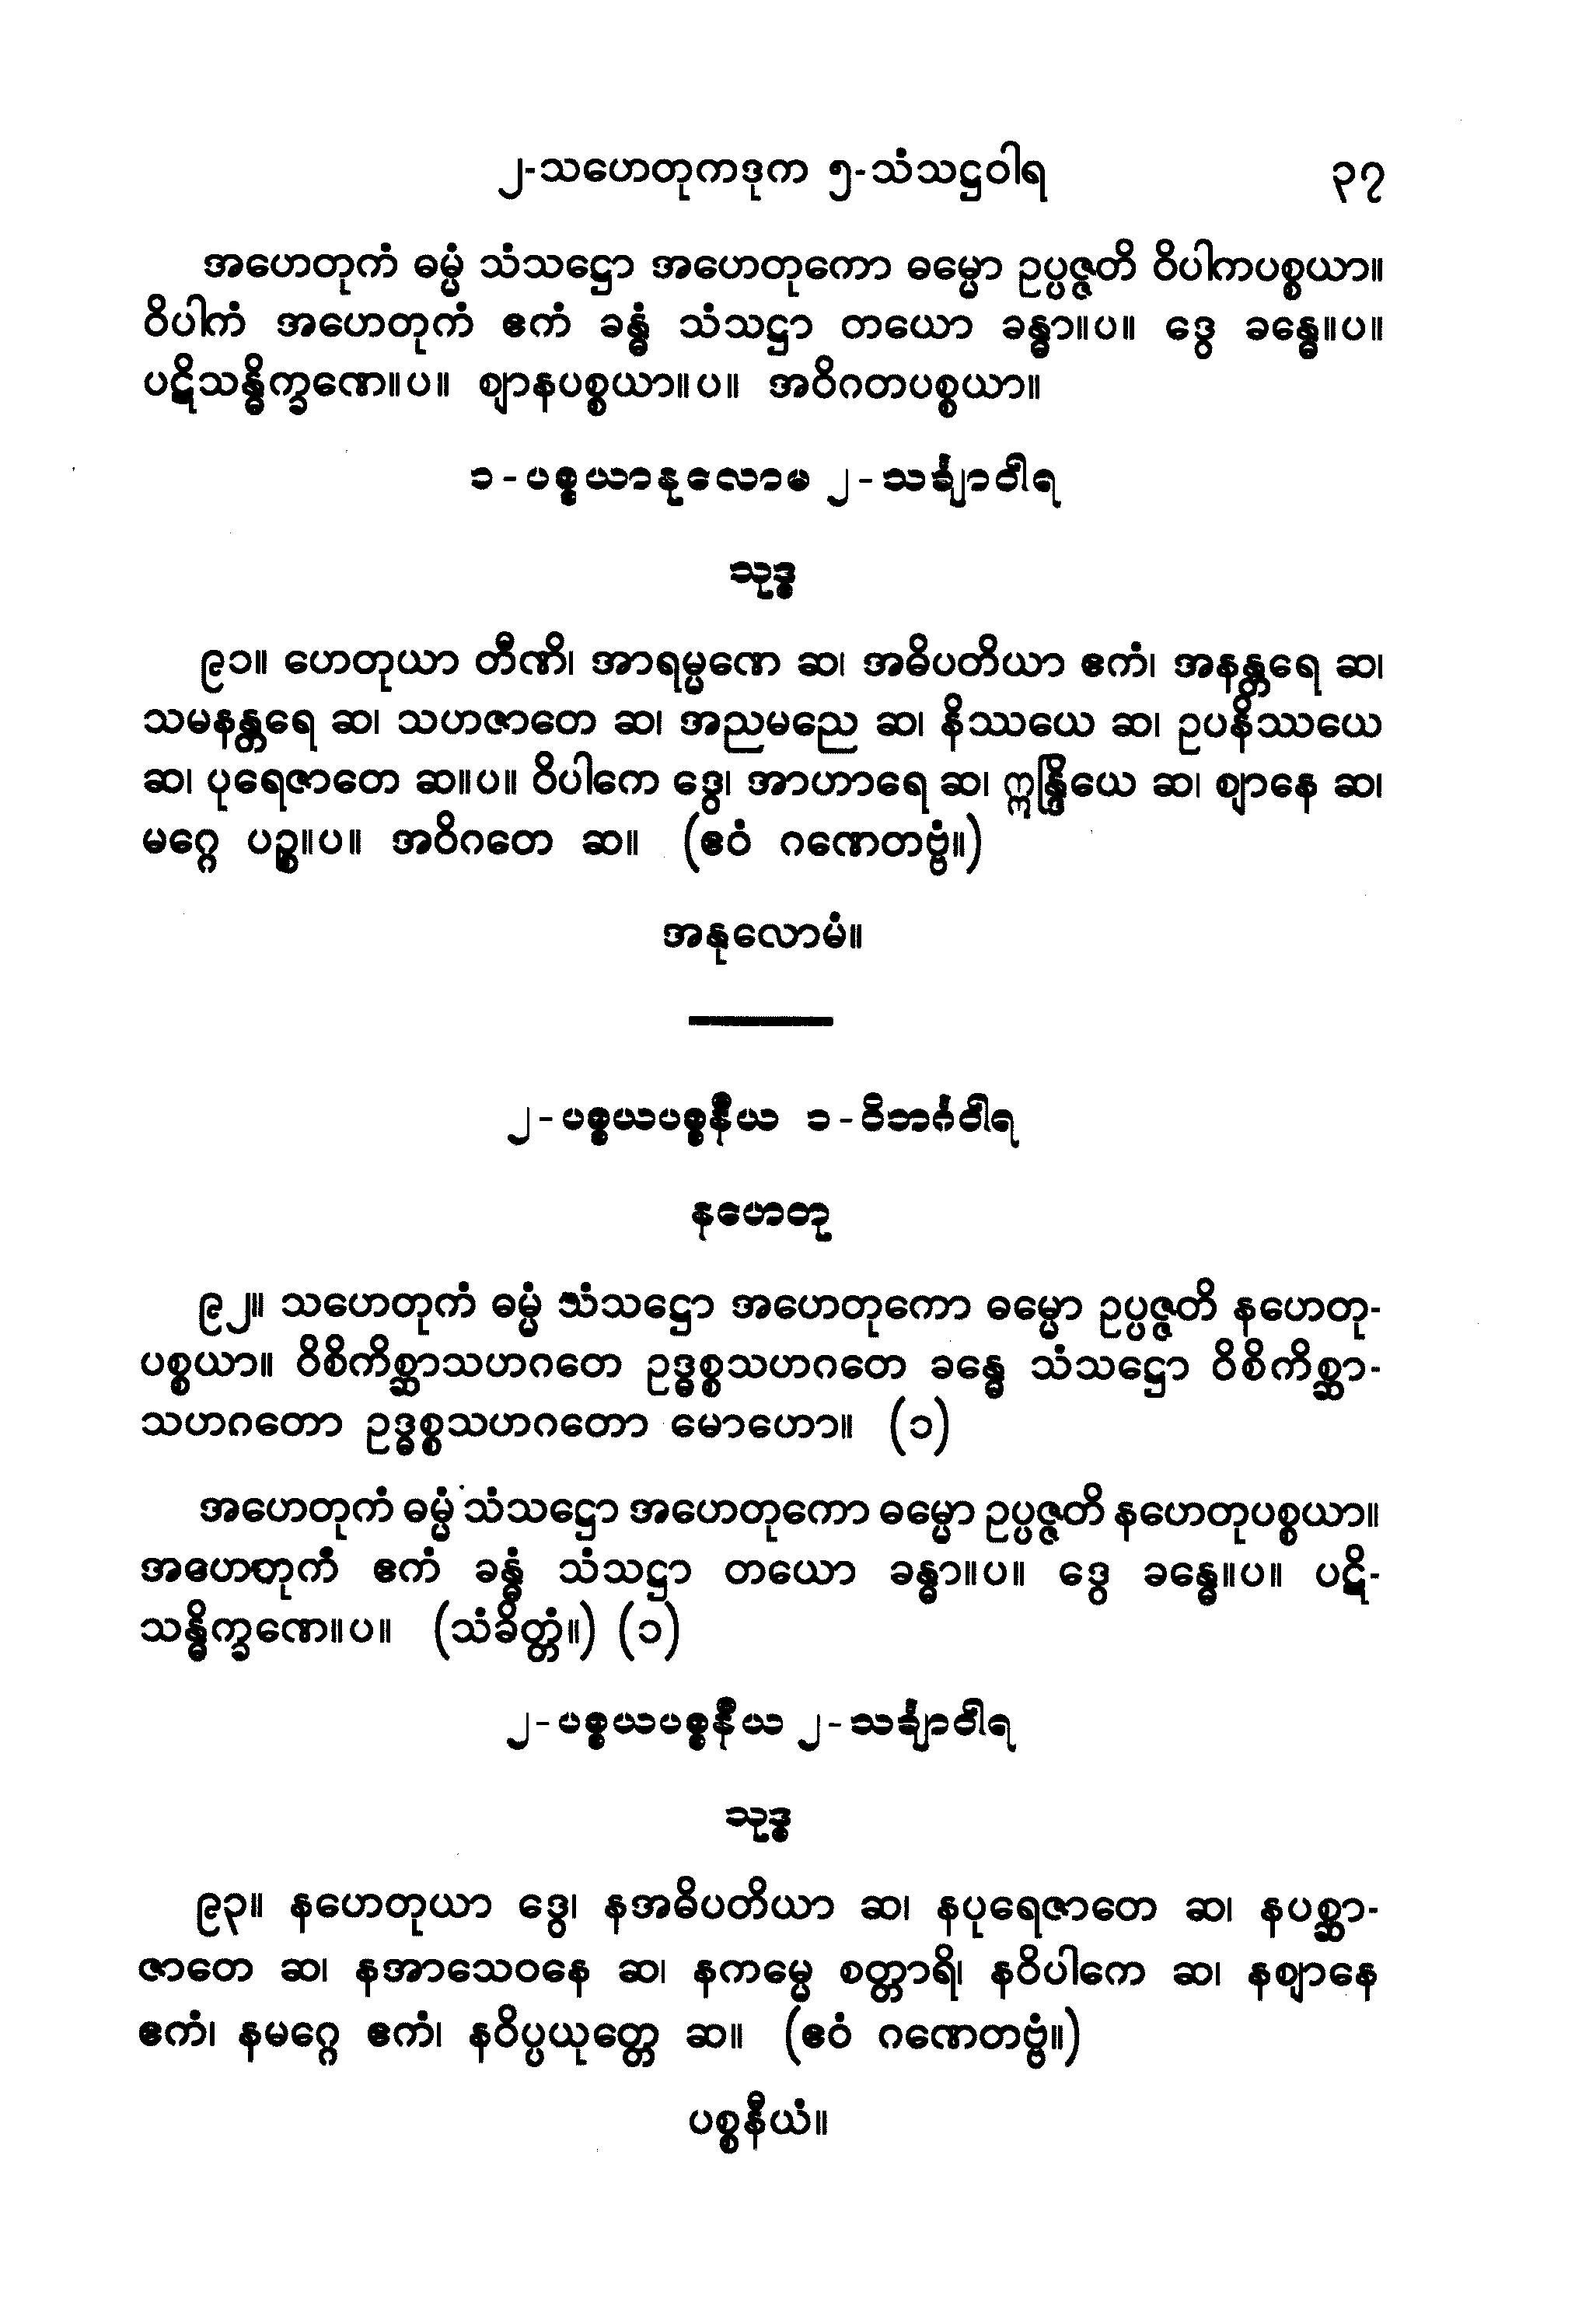 ၂-သဟေတုကဒုက ၅-သံသဋ္ဌဝါရ ၃၇
အဟေတုကံ ဓမ္မံ သံသဋ္ဌော အဟေတုကော ဓမ္မော ဥပ္ပဇ္ဇတိ ဝိပါကပစ္စယာ။
ဝိပါကံ အဟေတုကံ ဧကံ ခန္ဓံ သံသဋ္ဌာ တယော ခန္ဓာ။ပ။ ဒွေ ခန္ဓေ။ပ။
ပဋိသန္ဓိက္ခဏေ။ပ။ ဈာနပစ္စယာ။ပ။ အဝိဂတပစ္စယာ။
၁-ပစ္စယာနုလောမ ၂-သင်္ချာဝါရ
သုဒ္ဓ
၉၁။ ဟေတုယာ တီဏိ၊ အာရမ္မဏေ ဆ၊ အဓိပတိယာ ဧကံ၊ အနန္တရေ ဆ၊
သမနန္တရေ ဆ၊ သဟဇာတေ ဆ၊ အညမညေ ဆ၊ နိဿယေ ဆ၊ ဥပနိဿယေ
ဆ၊ ပုရေဇာတေ ဆ။ပ။ ဝိပါကေ ဒွေ၊ အာဟာရေ ဆ၊ ဣန္ဒြိယေ ဆ၊ ဈာနေ ဆ၊
မဂ္ဂေ ပဉ္စ။ပ။ အဝိဂတေ ဆ။ (ဧဝံ ဂဏေတဗ္ဗံ။)
အနုလောမံ။
၂-ပစ္စယပစ္စနီယ ၁-ဝိဘင်္ဂဝါရ
နဟေတု
၉၂။ သဟေတုကံ ဓမ္မံ သံသဋ္ဌော အဟေတုကော ဓမ္မော ဥပ္ပဇ္ဇတိ နဟေတု-
ပစ္စယာ။ ဝိစိကိစ္ဆာသဟဂတေ ဥဒ္ဓစ္စသဟဂတေ ခန္ဓေ သံသဋ္ဌော ဝိစိကိစ္ဆာ-
သဟဂတော ဥဒ္ဓစ္စသဟဂတော မောဟော။ (၁)
အဟေတုကံ ဓမ္မံ သံသဋ္ဌော အဟေတုကော ဓမ္မော ဥပ္ပဇ္ဇတိ နဟေတုပစ္စယာ။
အဟေတုကံ ဧကံ ခန္ဓံ သံသဋ္ဌာ တယော ခန္ဓာ။ပ။ ဒွေ ခန္ဓေ။ပ။ ပဋိ-
သန္ဓိက္ခဏေ။ပ။ (သံခိတ္တံ။) (၁)
၂-ပစ္စယပစ္စနီယ ၂-သင်္ချာဝါရ
သုဒ္ဓ
၉၃။ နဟေတုယာ ဒွေ၊ နအဓိပတိယာ ဆ၊ နပုရေဇာတေ ဆ၊ နပစ္ဆာ-
ဇာတေ ဆ၊ နအာသေဝနေ ဆ၊ နကမ္မေ စတ္တာရိ၊ နဝိပါကေ ဆ၊ နဈာနေ
ဧကံ၊ နမဂ္ဂေ ဧကံ၊ နဝိပ္ပယုတ္တေ ဆ။ (ဧဝံ ဂဏေတဗ္ဗံ။)
ပစ္စနီယံ။